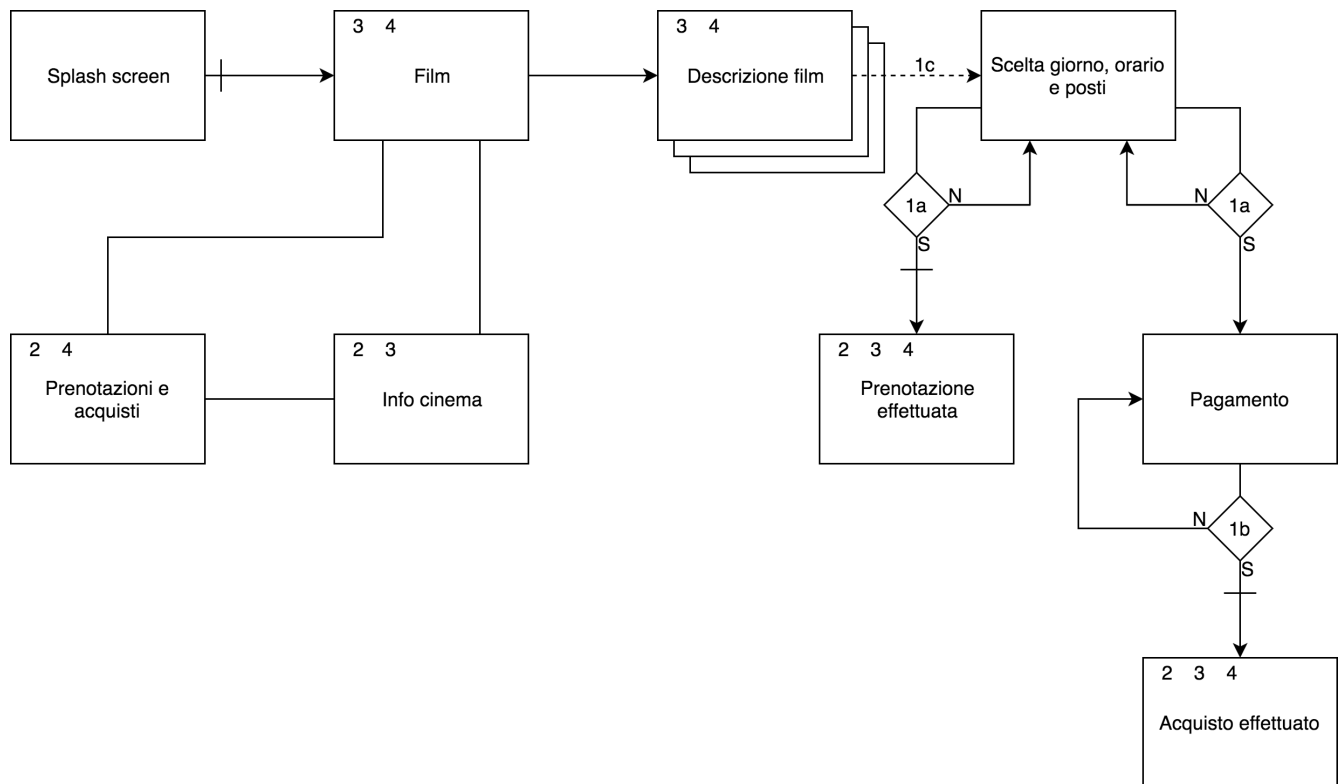 3 4
3 4
Splash screen
Film
Descrizione film
1c
Scelta giorno, orario
e posti
1a
N
S
N
1a
S
2 4
Prenotazioni e
acquisti
2 3
Info cinema
2 3 4
Prenotazione
effettuata
Pagamento
N
1b
S
2 3 4
Acquisto effettuato